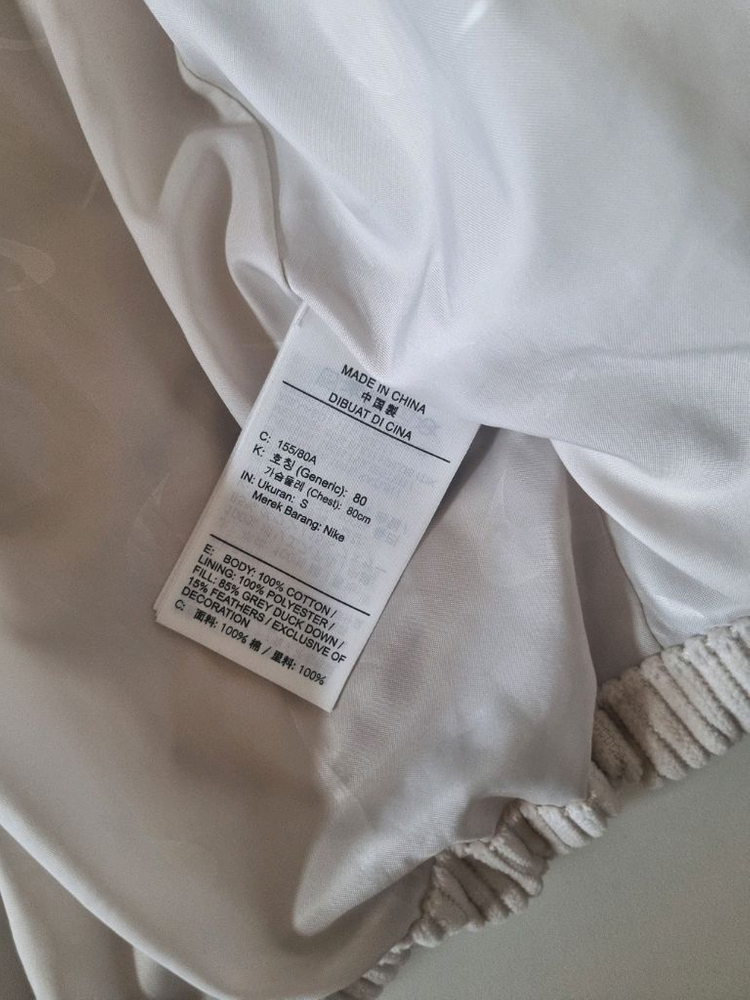 MADE IN CHINA
中国製
DIBUAT DI CINA
C: 155/80A
K: 호칭 (Generic): 80
가슴둘레 (Chest): 80cm
IN: Ukuran: S
Merek Barang: Nike
E: BODY: 100% COTTON /
LINING: 100% POLYESTER /
FILL: 85% GREY DUCK DOWN /
15% FEATHERS / EXCLUSIVE OF
DECORATION
C: 面料: 100% 棉 / 里料: 100%